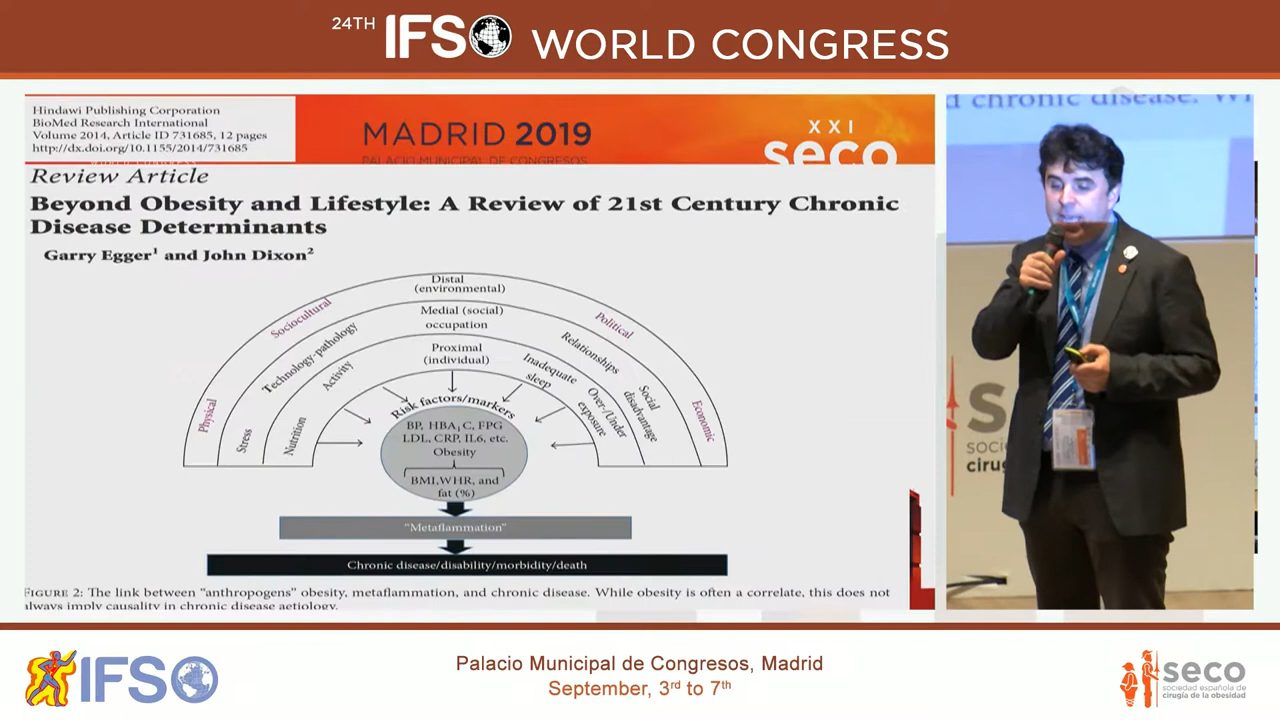 24TH IFSO WORLD CONGRESS
Hindawi Publishing Corporation
BioMed Research International
Volume 2014, Article ID 731685, 12 pages
http://dx.doi.org/10.1155/2014/731685
MADRID 2019
PALACIO MUNICIPAL DE CONGRESOS
XXI
seco
Review Article
Beyond Obesity and Lifestyle: A Review of 21st Century Chronic
Disease Determinants
Garry Egger1 and John Dixon2
Distal
(environmental)
Sociocultural
Political
Physical
Economic
Medial (social)
occupation
Technology-pathology
Relationships
Stress
Social
disadvantage
Proximal
(individual)
Activity
Inadequate
sleep
Nutrition
Over-/Under
exposure
Risk factors/markers
BP, HBA1C, FPG
LDL, CRP, IL6, etc.
Obesity
BMI,WHR, and
fat (%)
"Metaflammation"
Chronic disease/disability/morbidity/death
FIGURE 2: The link between "anthropogens" obesity, metaflammation, and chronic disease. While obesity is often a correlate, this does not
always imply causality in chronic disease aetiology.
d chronic disease.
cirug
IFSO
Palacio Municipal de Congresos, Madrid
September, 3rd to 7th
seco
sociedad española de
cirugía de la obesidad